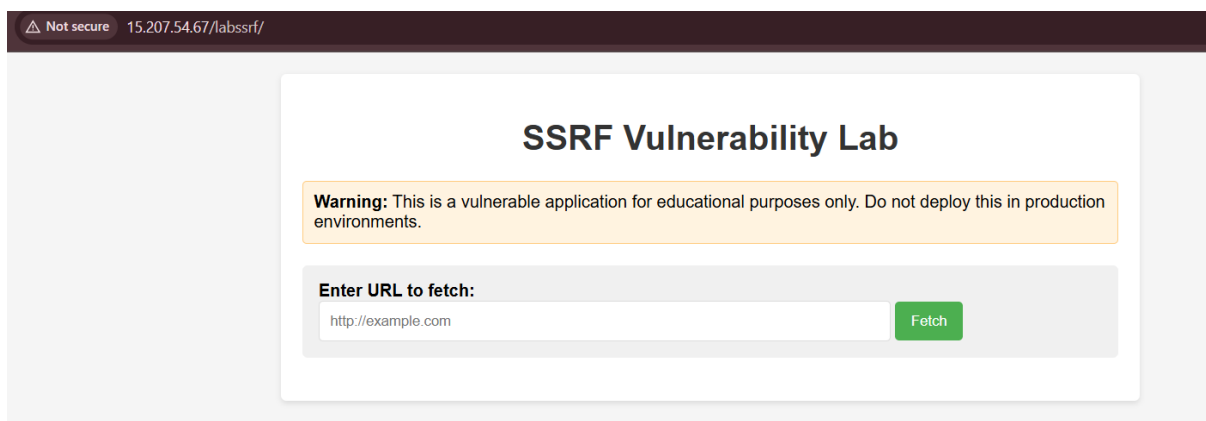 Not secure 15.207.54.67/labssrf/
SSRF Vulnerability Lab
Warning: This is a vulnerable application for educational purposes only. Do not deploy this in production
environments.
Enter URL to fetch:
http://example.com Fetch